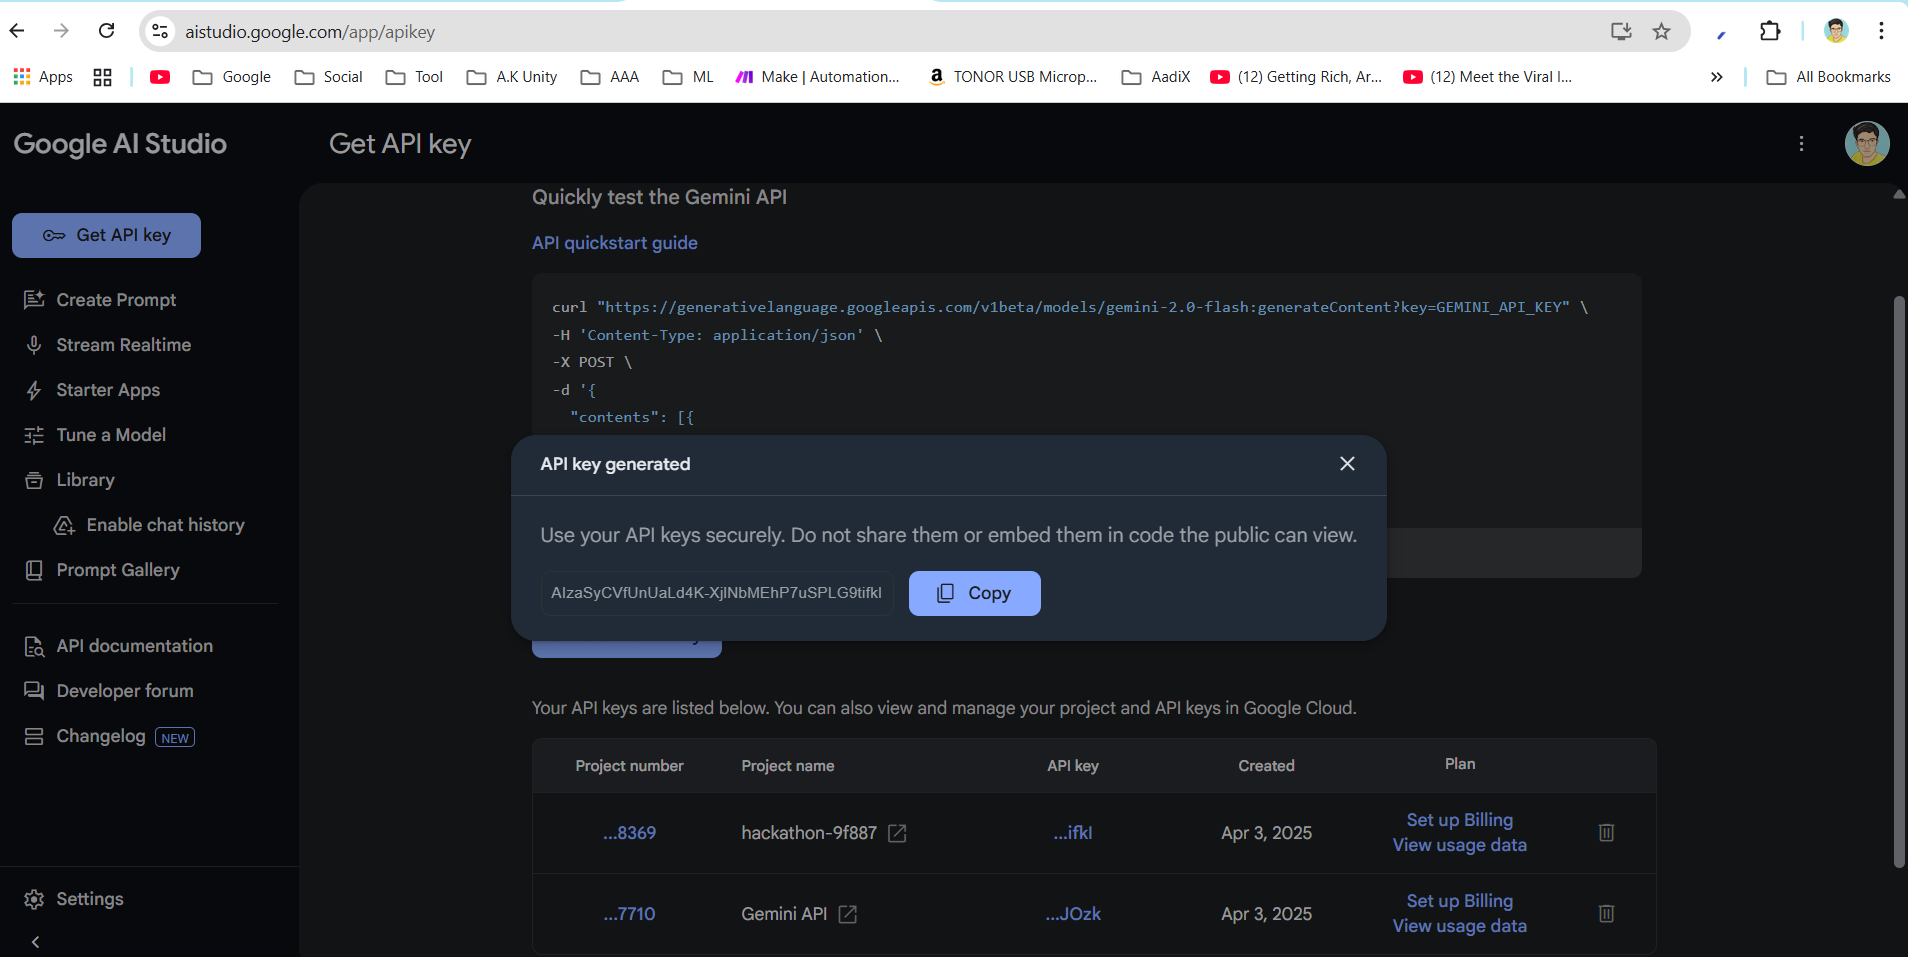 aistudio.google.com/app/apikey
Apps
Google
Social
Tool
A.K Unity
AAA
ML
Make | Automation...
TONOR USB Microp...
AadiX
(12) Getting Rich, Ar...
(12) Meet the Viral I...
All Bookmarks
Google AI Studio
Get API key
Get API key
Create Prompt
Stream Realtime
Starter Apps
Tune a Model
Library
Enable chat history
Prompt Gallery
API documentation
Developer forum
Changelog NEW
Settings
Quickly test the Gemini API
API quickstart guide
curl "https://generativelanguage.googleapis.com/v1beta/models/gemini-2.0-flash:generateContent?key=GEMINI_API_KEY" \
-H 'Content-Type: application/json' \
-X POST \
-d '{
"contents": [{
API key generated
Use your API keys securely. Do not share them or embed them in code the public can view.
Copy
Your API keys are listed below. You can also view and manage your project and API keys in Google Cloud.
Project number Project name API key Created Plan
...8369 hackathon-9f887 Apr 3, 2025 Set up Billing
View usage data
...7710 Gemini API ...JOzk Apr 3, 2025 Set up Billing
View usage data